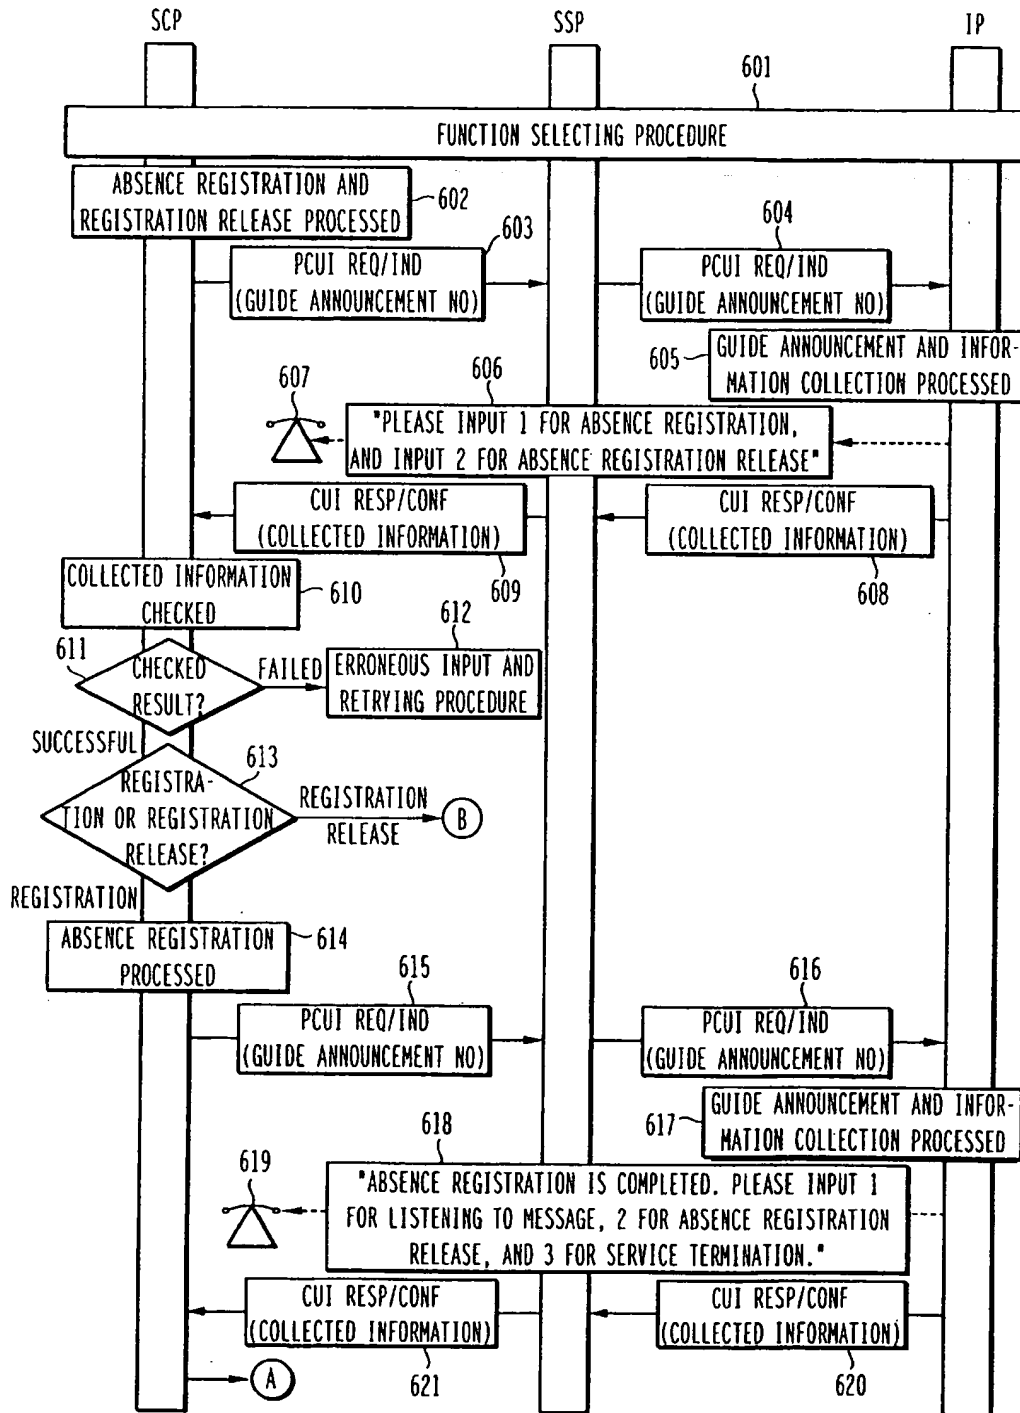 SCP
SSP
IP
601
FUNCTION SELECTING PROCEDURE
ABSENCE REGISTRATION AND
REGISTRATION RELEASE PROCESSED
602
603
604
PCUI REQ/IND
(GUIDE ANNOUNCEMENT NO)
PCUI REQ/IND
(GUIDE ANNOUNCEMENT NO)
605
GUIDE ANNOUNCEMENT AND INFOR-
MATION COLLECTION PROCESSED
606
607
"PLEASE INPUT 1 FOR ABSENCE REGISTRATION,
AND INPUT 2 FOR ABSENCE REGISTRATION RELEASE"
CUI RESP/CONF
(COLLECTED INFORMATION)
CUI RESP/CONF
(COLLECTED INFORMATION)
609
608
COLLECTED INFORMATION
CHECKED
610
611
CHECKED
RESULT?
FAILED
612
ERRONEOUS INPUT AND
RETRYING PROCEDURE
SUCCESSFUL
613
REGISTRA-
TION OR REGISTRATION
RELEASE?
REGISTRATION
RELEASE
B
REGISTRATION
ABSENCE REGISTRATION
PROCESSED
614
615
616
PCUI REQ/IND
(GUIDE ANNOUNCEMENT NO)
PCUI REQ/IND
(GUIDE ANNOUNCEMENT NO)
617
GUIDE ANNOUNCEMENT AND INFOR-
MATION COLLECTION PROCESSED
618
619
"ABSENCE REGISTRATION IS COMPLETED. PLEASE INPUT 1
FOR LISTENING TO MESSAGE, 2 FOR ABSENCE REGISTRATION
RELEASE, AND 3 FOR SERVICE TERMINATION."
CUI RESP/CONF
(COLLECTED INFORMATION)
CUI RESP/CONF
(COLLECTED INFORMATION)
621
620
A